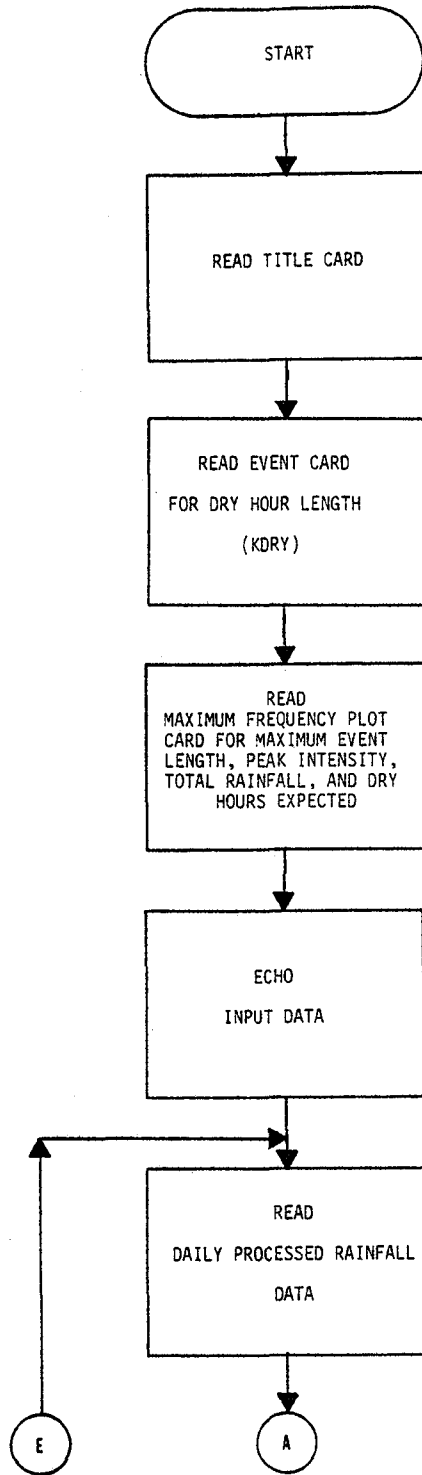 START
READ TITLE CARD
READ EVENT CARD
FOR DRY HOUR LENGTH
(KDRY)
READ
MAXIMUM FREQUENCY PLOT
CARD FOR MAXIMUM EVENT
LENGTH, PEAK INTENSITY,
TOTAL RAINFALL, AND DRY
HOURS EXPECTED
ECHO
INPUT DATA
READ
DAILY PROCESSED RAINFALL
DATA
E
A